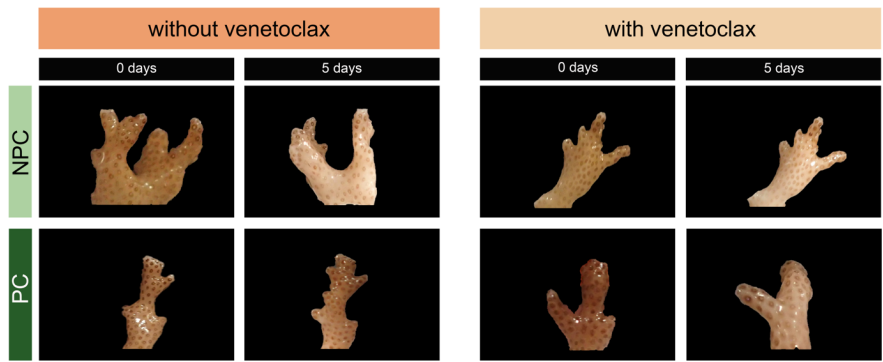 without venetoclax
with venetoclax
0 days
5 days
0 days
5 days
NPC
PC